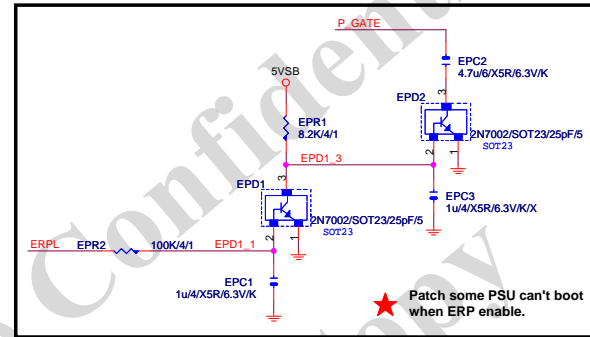 P_GATE
EPC2
4.7u/6/X5R/6.3V/K
5VSB
3
EPD2
EPR1
8.2K/4/1
2N7002/SOT23/25pF/5
SOT23
2
1
EPD1_3
3
EPD1
EPC3
1u/4/X5R/6.3V/K/X
2N7002/SOT23/25pF/5
SOT23
2
1
ERPL
EPR2
100K/4/1
EPD1_1
EPC1
1u/4/X5R/6.3V/K
Patch some PSU can't boot
when ERP enable.
Confident
Copy